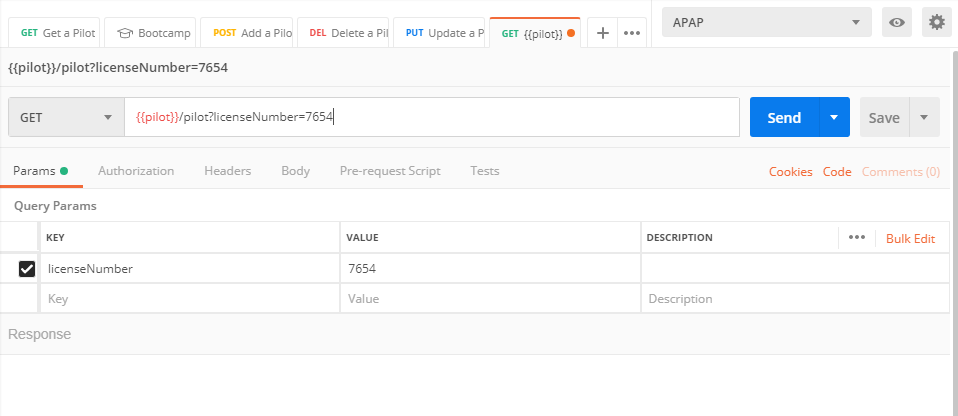 GET Get a Pilot Bootcamp POST Add a Pilo DEL Delete a Pil PUT Update a P GET {{pilot}} APAP
{{pilot}}/pilot?licenseNumber=7654
GET {{pilot}}/pilot?licenseNumber=7654 Send Save
Params Authorization Headers Body Pre-request Script Tests Cookies Code Comments (0)
Query Params
KEY VALUE DESCRIPTION Bulk Edit
licenseNumber 7654
Key Value Description
Response